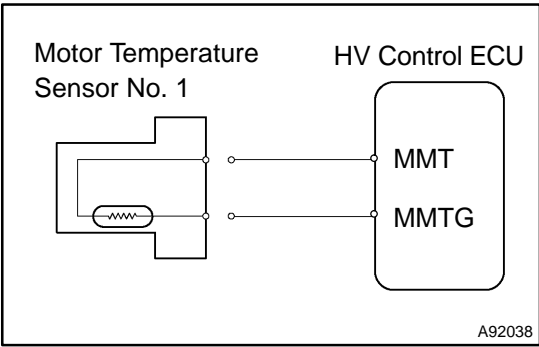 Motor Temperature
Sensor No. 1
HV Control ECU
MMT
MMTG
A92038